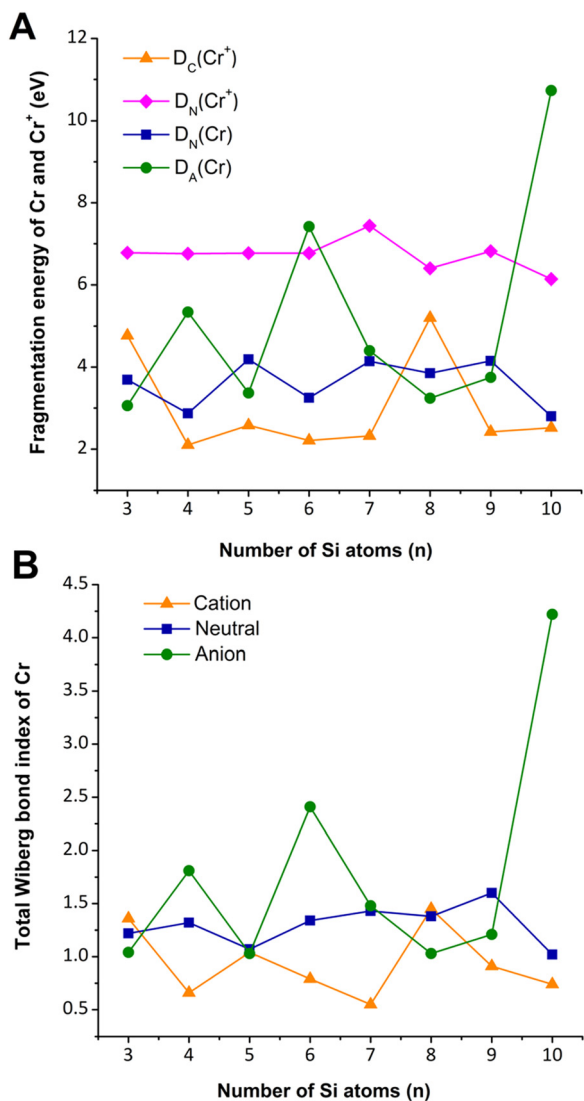 A
12
10
8
6
4
2
D_C(Cr⁺)
D_N(Cr⁺)
D_N(Cr)
D_A(Cr)
Fragmentation energy of Cr and Cr⁺ (eV)
3 4 5 6 7 8 9 10
Number of Si atoms (n)
B
4.5
4.0
3.5
3.0
2.5
2.0
1.5
1.0
0.5
Cation
Neutral
Anion
Total Wiberg bond index of Cr
3 4 5 6 7 8 9 10
Number of Si atoms (n)